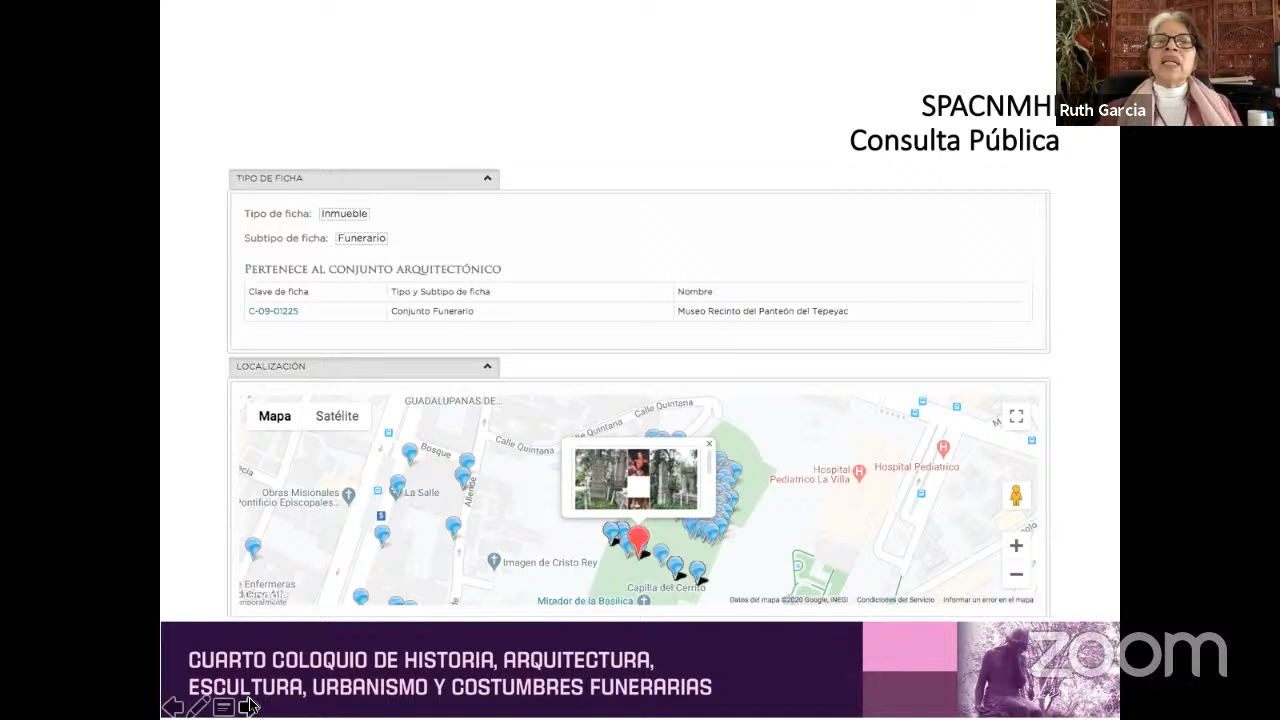 SPACNMH
Ruth Garcia
Consulta Pública
TIPO DE FICHA
Tipo de ficha: Inmueble
Subtipo de ficha: Funerario
PERTENECE AL CONJUNTO ARQUITECTÓNICO
Clave de ficha Tipo y Subtipo de ficha Nombre
C-09-01225 Conjunto Funerario Museo Recinto del Panteón del Tepeyac
LOCALIZACIÓN
Mapa Satélite
GUADALUPANAS DE...
Calle Quintana
Calle Quintana
Calle Quintana
Bosque
Allende
Hospital
Pediatrico La Villa
Hospital Pediatrico
Obras Misionales
Pontificio Episcopales...
La Salle
5
Imagen de Cristo Rey
Enfermeras
Capilla del Cerrito
Mirador de la Basílica
Datos del mapa ©2020 Google, INEGI Condiciones del Servicio Informar un error en el mapa
CUARTO COLOQUIO DE HISTORIA, ARQUITECTURA,
ESCULTURA, URBANISMO Y COSTUMBRES FUNERARIAS
zoom